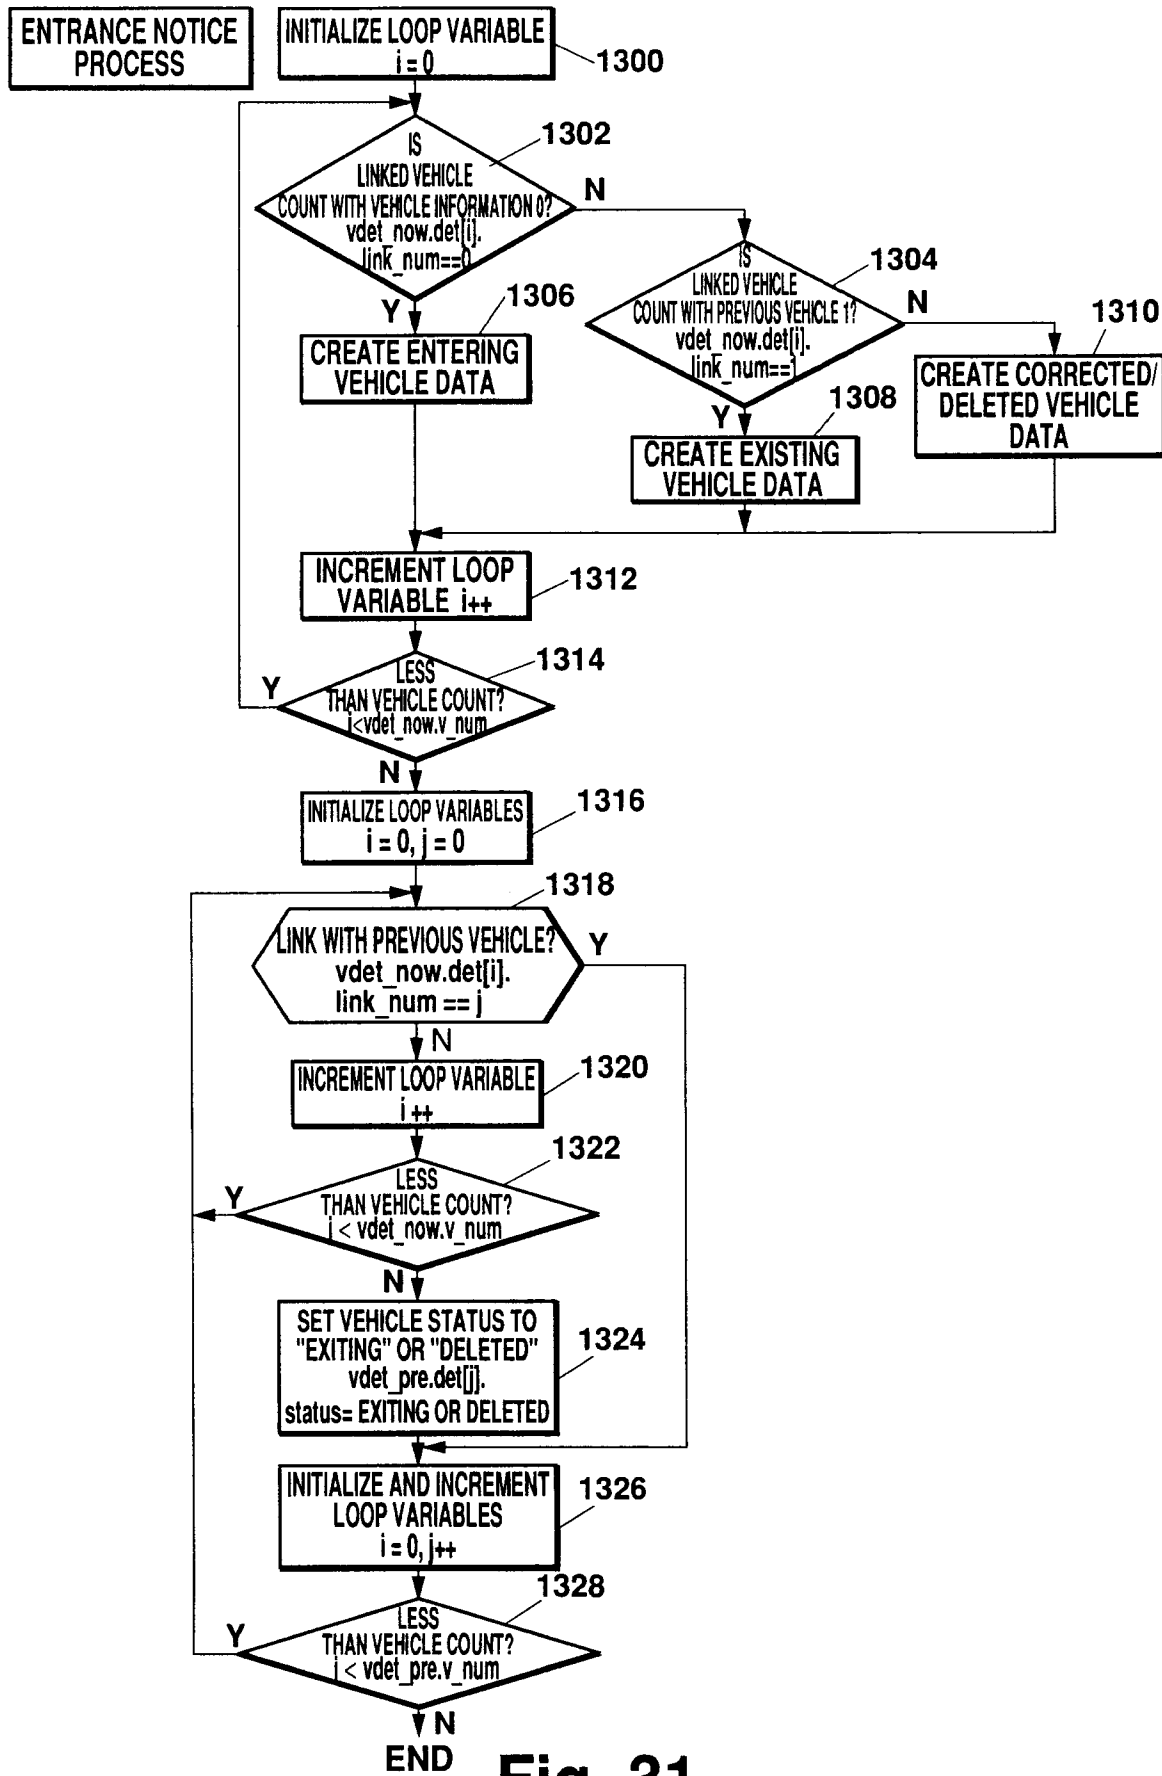 ENTRANCE NOTICE
PROCESS
INITIALIZE LOOP VARIABLE
i = 0
1300
1302
IS
LINKED VEHICLE
COUNT WITH VEHICLE INFORMATION 0?
vdet_now.det[i].
link_num==0
N
Y
1304
IS
LINKED VEHICLE
COUNT WITH PREVIOUS VEHICLE 1?
vdet_now.det[i].
link_num==1
N
Y
1306
CREATE ENTERING
VEHICLE DATA
1310
CREATE CORRECTED/
DELETED VEHICLE
DATA
1308
CREATE EXISTING
VEHICLE DATA
INCREMENT LOOP
VARIABLE i++
1312
1314
LESS
THAN VEHICLE COUNT?
i<vdet_now.v_num
Y
N
INITIALIZE LOOP VARIABLES
i = 0, j = 0
1316
1318
LINK WITH PREVIOUS VEHICLE?
vdet_now.det[i].
link_num == j
Y
N
INCREMENT LOOP VARIABLE
i ++
1320
1322
LESS
THAN VEHICLE COUNT?
i < vdet_now.v_num
Y
N
SET VEHICLE STATUS TO
"EXITING" OR "DELETED"
vdet_pre.det[j].
status= EXITING OR DELETED
1324
INITIALIZE AND INCREMENT
LOOP VARIABLES
i = 0, j++
1326
1328
LESS
THAN VEHICLE COUNT?
j < vdet_pre.v_num
Y
N
END